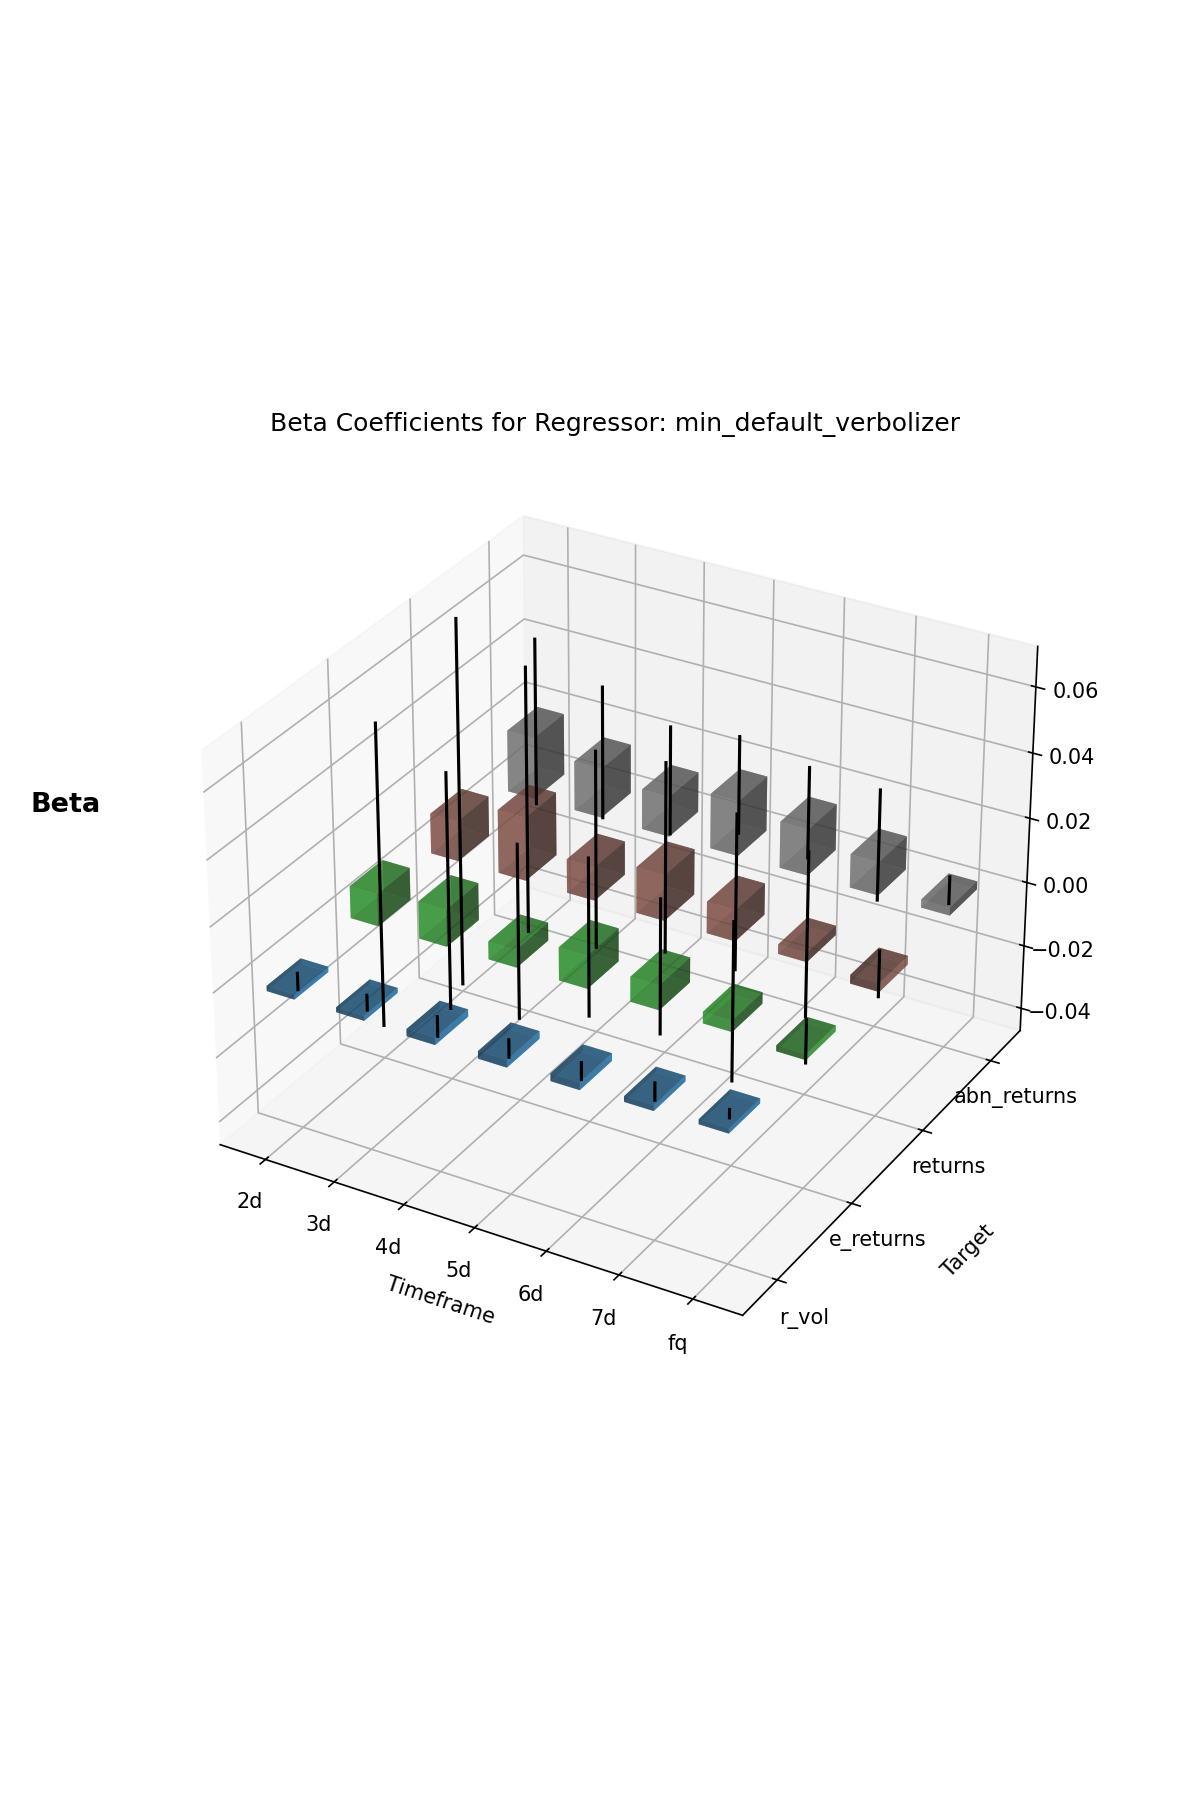 Beta Coefficients for Regressor: min_default_verbolizer
0.06
0.04
Beta
0.02
0.00
−0.02
−0.04
abn_returns
returns
e_returns
Target
r_vol
2d
3d
4d
5d
6d
7d
fq
Timeframe